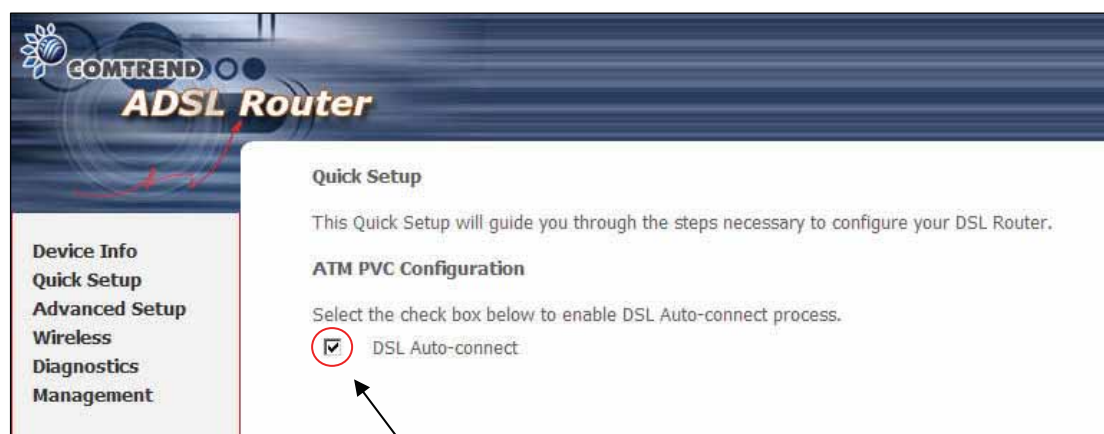 COMTREND
ADSL Router
Device Info
Quick Setup
Advanced Setup
Wireless
Diagnostics
Management
Quick Setup
This Quick Setup will guide you through the steps necessary to configure your DSL Router.
ATM PVC Configuration
Select the check box below to enable DSL Auto-connect process.
DSL Auto-connect